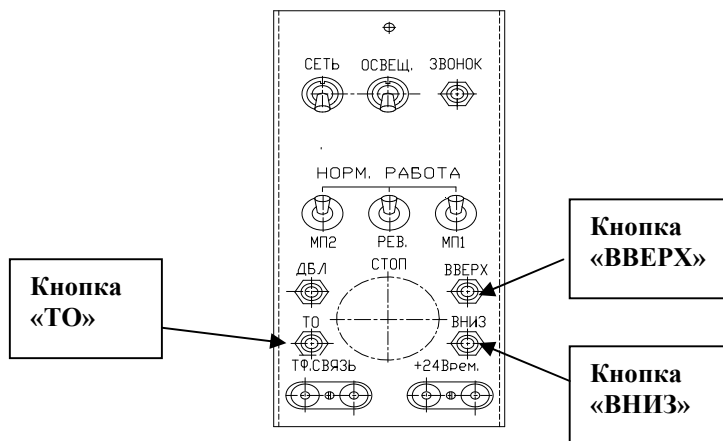 СЕТЬ ОСВЕЩ. ЗВОНОК
НОРМ. РАБОТА
МП2 РЕВ. МП1
ДБЛ СТОП ВВЕРХ
ТО ВНИЗ
ТФ.СВЯЗЬ +24Врем.
Кнопка
«ТО»
Кнопка
«ВВЕРХ»
Кнопка
«ВНИЗ»